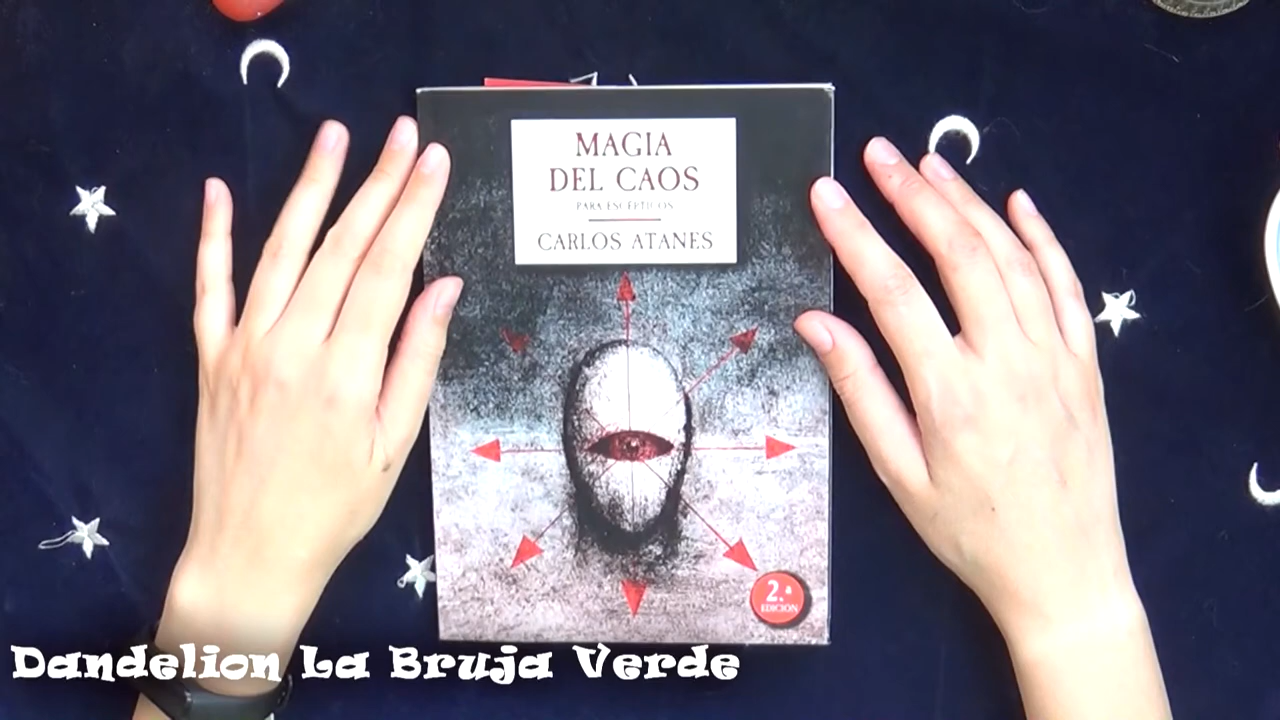 MAGIA
DEL CAOS
PARA ESCÉPTICOS
CARLOS ATANES
2.ª
EDICIÓN
Dandelion La Bruja Verde